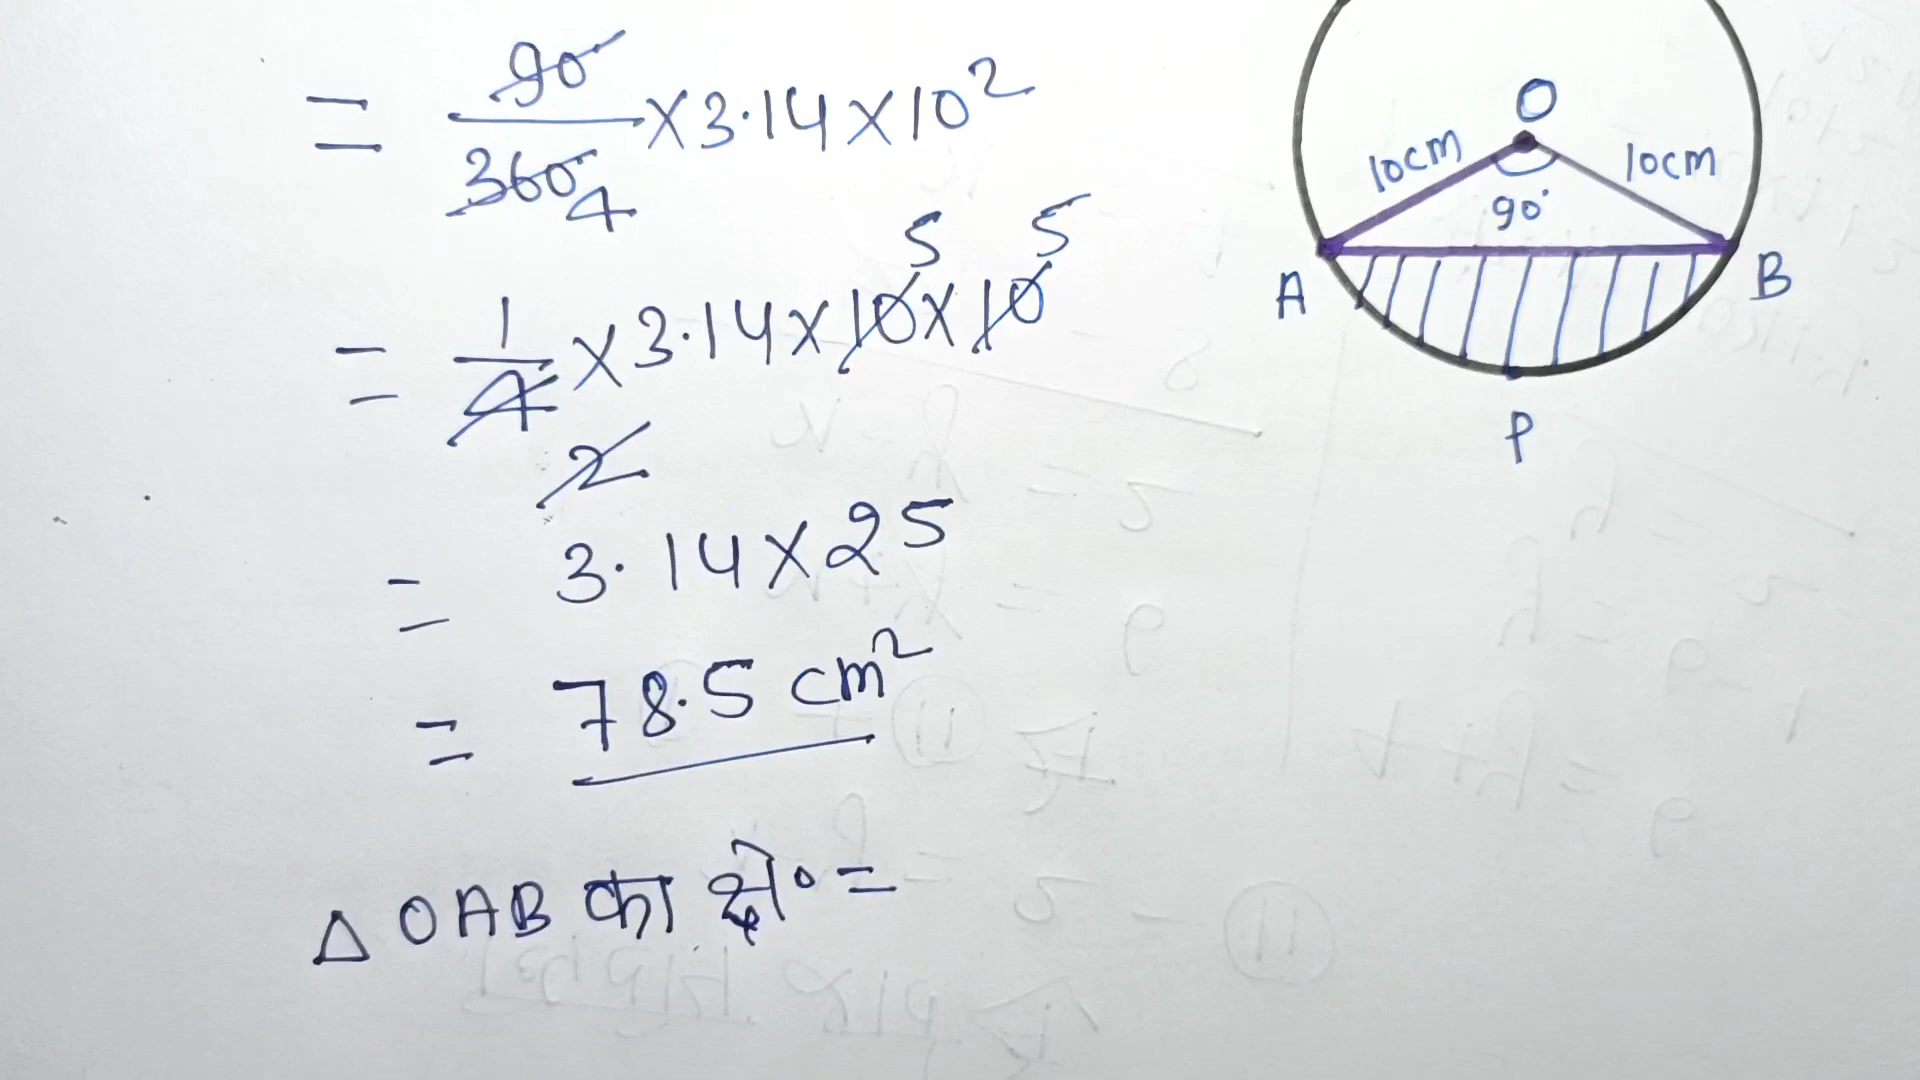 = 90/360 4 ×3.14×10²
= 1/4 ×3.14×10×10 5 5
2
= 3.14×25
= 78.5 cm²
△OAB का क्षे० =
O
10cm
10cm
90°
A
B
P